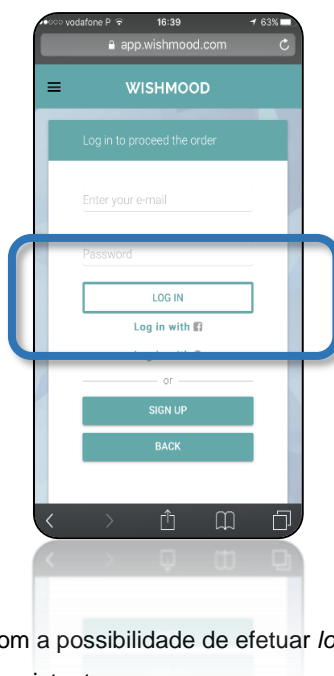 vodafone P 16:39 63%
app.wishmood.com
WISHMOOD
Log in to proceed the order
Enter your e-mail
Password
LOG IN
Log in with
or
SIGN UP
BACK
om a possibilidade de efetuar lo